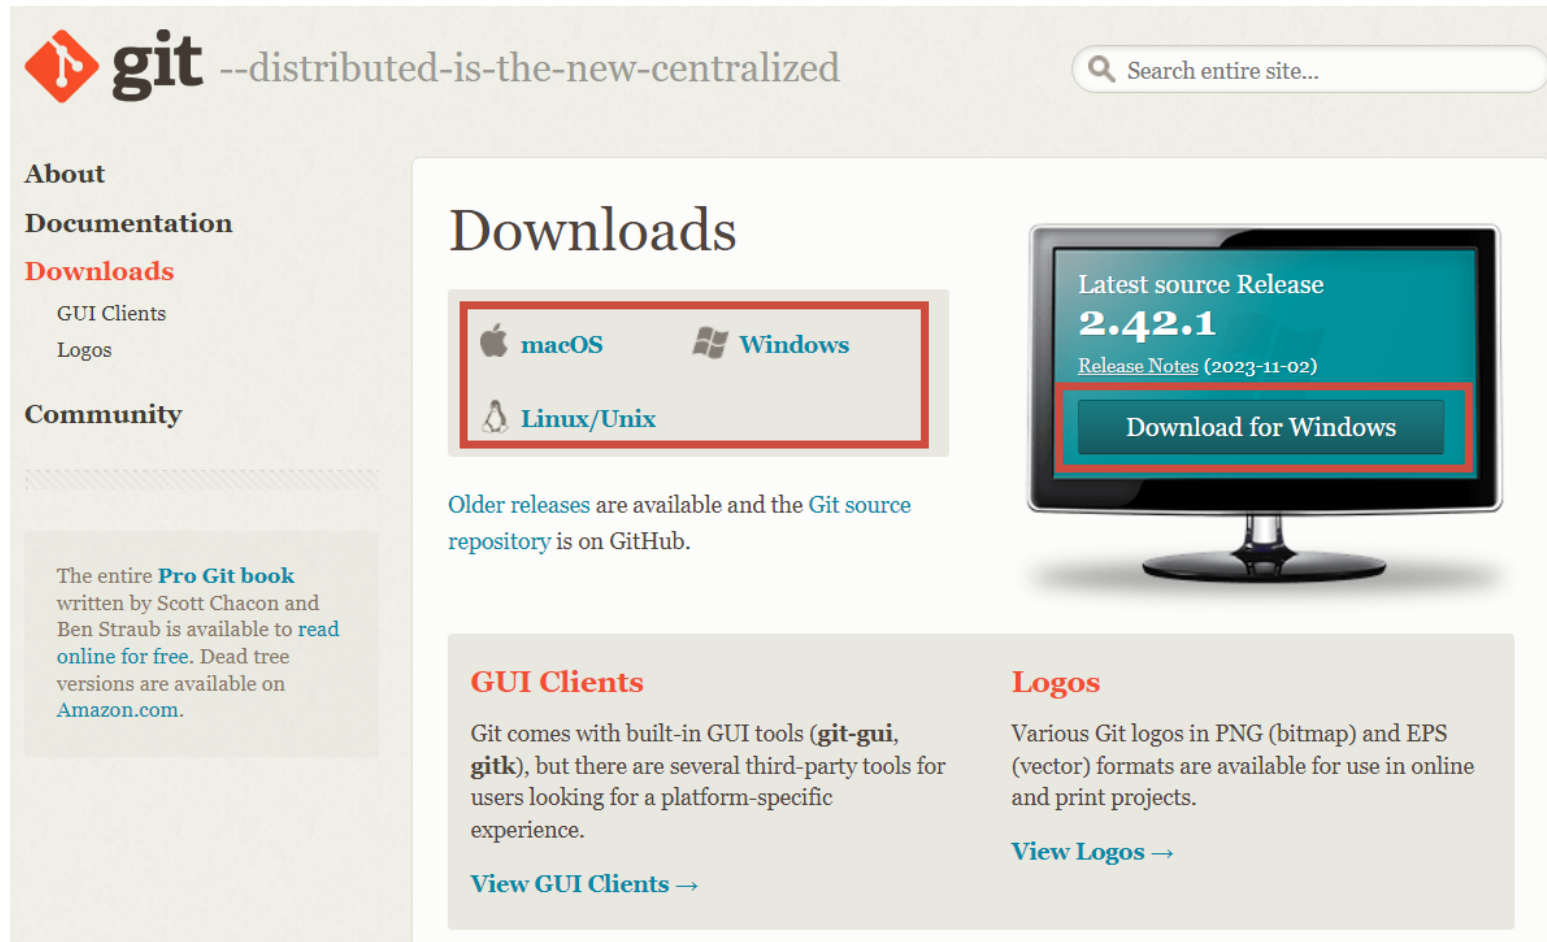 git --distributed-is-the-new-centralized
Search entire site...
About
Documentation
Downloads
GUI Clients
Logos
Community
The entire Pro Git book
written by Scott Chacon and
Ben Straub is available to read
online for free. Dead tree
versions are available on
Amazon.com.
Downloads
macOS
Windows
Linux/Unix
Older releases are available and the Git source
repository is on GitHub.
Latest source Release
2.42.1
Release Notes (2023-11-02)
Download for Windows
GUI Clients
Git comes with built-in GUI tools (git-gui,
gitk), but there are several third-party tools for
users looking for a platform-specific
experience.
View GUI Clients →
Logos
Various Git logos in PNG (bitmap) and EPS
(vector) formats are available for use in online
and print projects.
View Logos →